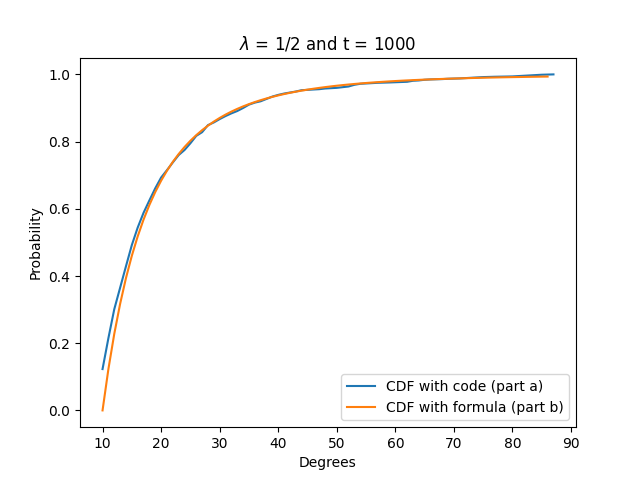 λ = 1/2 and t = 1000
1.0
0.8
0.6
0.4
0.2
0.0
Probability
CDF with code (part a)
CDF with formula (part b)
10 20 30 40 50 60 70 80 90
Degrees